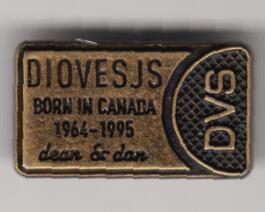 DIOVESJS
BORN IN CANADA
1964-1995
dean & dan
DVS